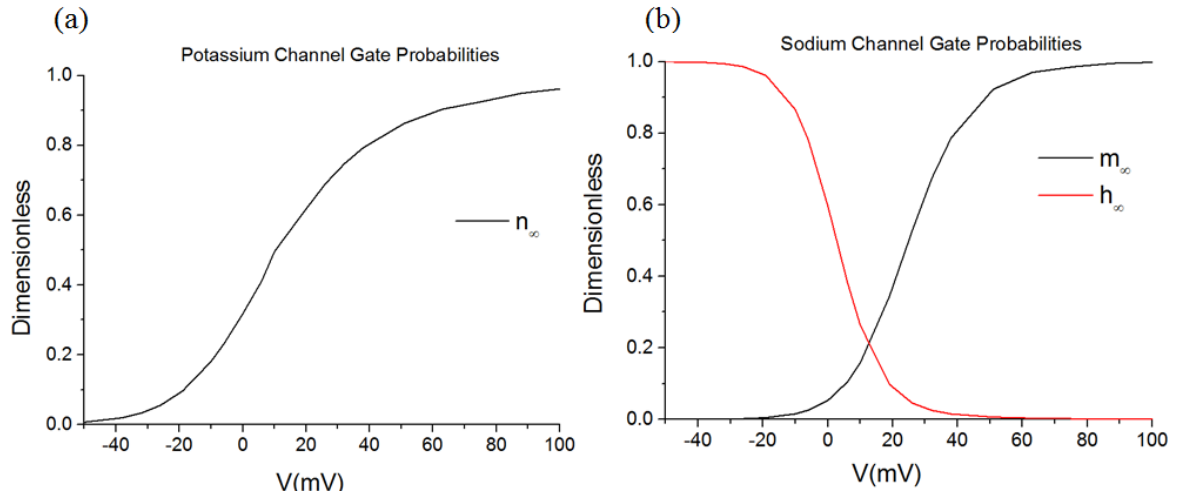 (a)
Potassium Channel Gate Probabilities
1.0
0.8
0.6
0.4
0.2
0.0
Dimensionless
n∞
-40 -20 0 20 40 60 80 100
V(mV)
(b)
Sodium Channel Gate Probabilities
1.0
0.8
0.6
0.4
0.2
0.0
Dimensionless
m∞
h∞
-40 -20 0 20 40 60 80 100
V(mV)